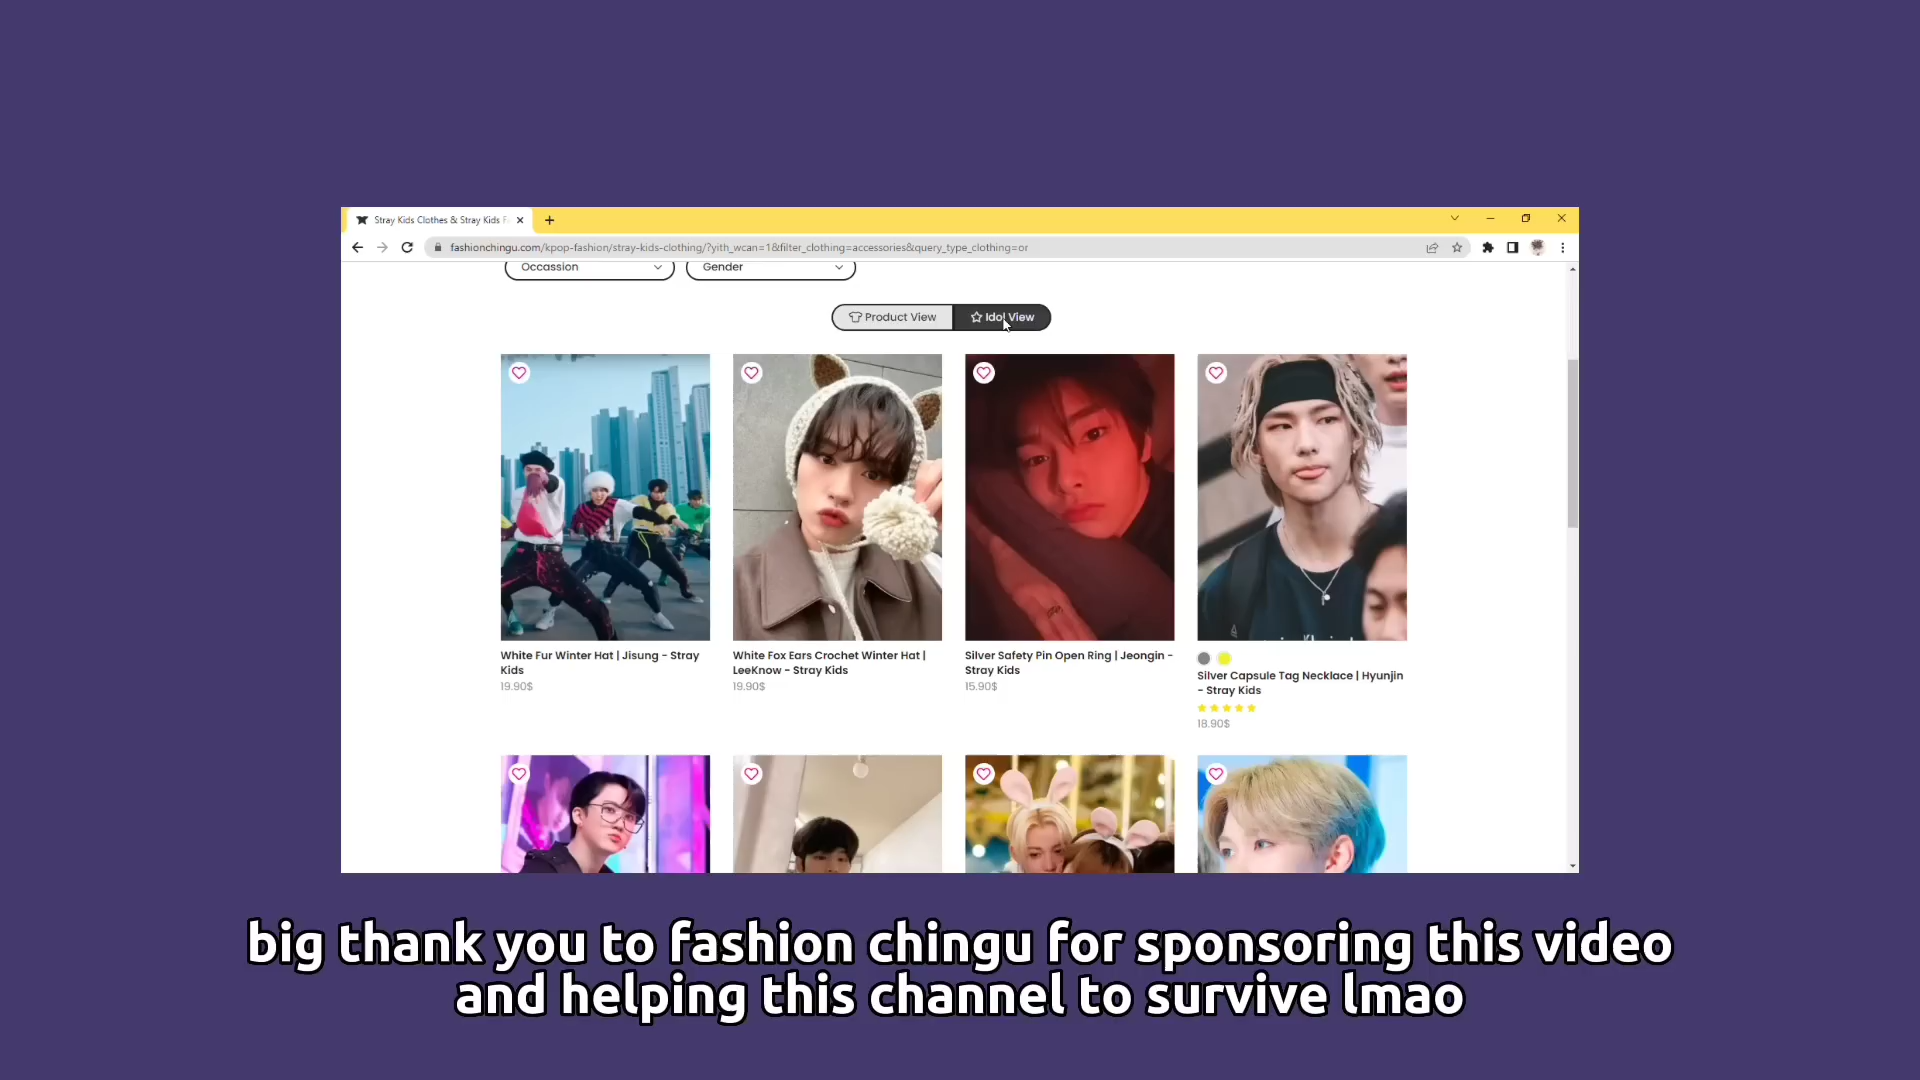 Stray Kids Clothes & Stray Kids F
fashionchingu.com/kpop-fashion/stray-kids-clothing/?yith_wcan=1&filter_clothing=accessories&query_type_clothing=or
Occassion
Gender
Product View
Idol View
White Fur Winter Hat | Jisung - Stray
Kids
19.90$
White Fox Ears Crochet Winter Hat |
LeeKnow - Stray Kids
19.90$
Silver Safety Pin Open Ring | Jeongin -
Stray Kids
15.90$
Silver Capsule Tag Necklace | Hyunjin
- Stray Kids
18.90$
big thank you to fashion chingu for sponsoring this video
and helping this channel to survive lmao